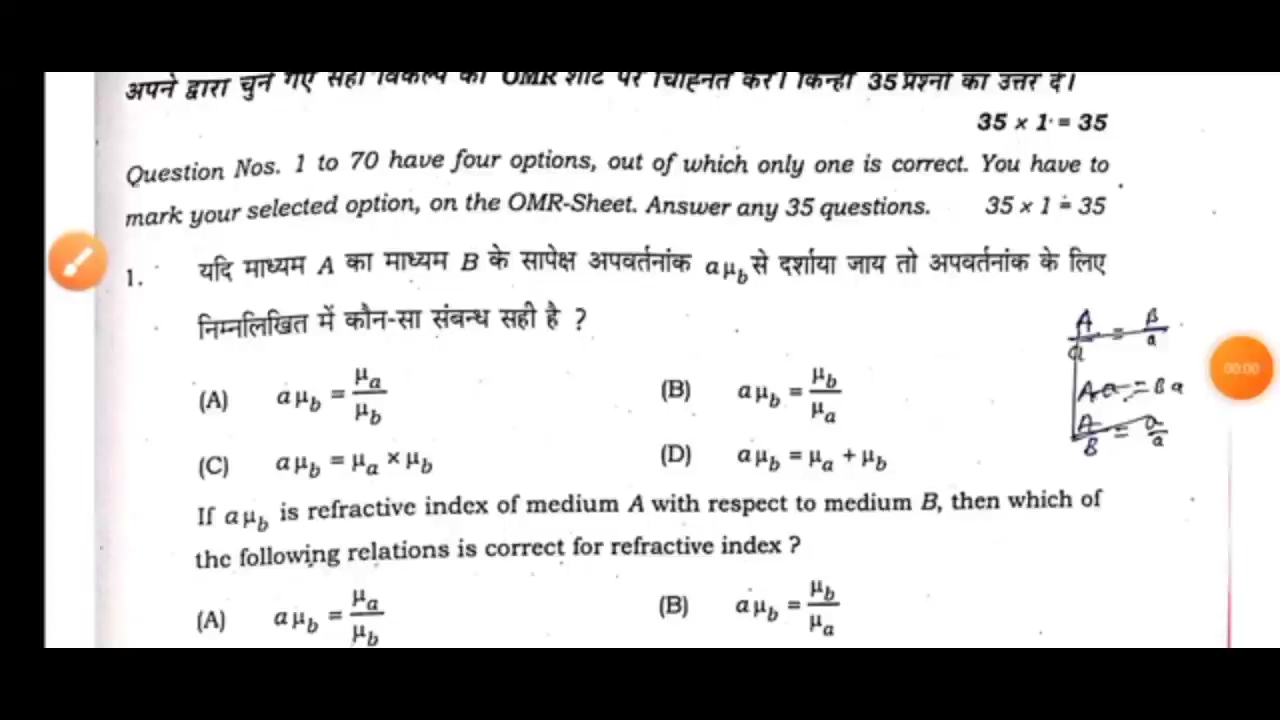 अपने द्वारा चुने गए सही विकल्प को OMR शीट पर चिह्नित करें। किन्हीं 35 प्रश्नों का उत्तर दें।
35 × 1 = 35
Question Nos. 1 to 70 have four options, out of which only one is correct. You have to
mark your selected option, on the OMR-Sheet. Answer any 35 questions. 35 × 1 = 35
1. यदि माध्यम A का माध्यम B के सापेक्ष अपवर्तनांक aμb से दर्शाया जाय तो अपवर्तनांक के लिए
निम्नलिखित में कौन-सा संबन्ध सही है ?
(A) aμb = μa/μb (B) aμb = μb/μa
(C) aμb = μa × μb (D) aμb = μa + μb
If aμb is refractive index of medium A with respect to medium B, then which of
the following relations is correct for refractive index ?
(A) aμb = μa/μb (B) aμb = μb/μa
A/a = B/a
Aa = Ba
A/B = a/a
00:00